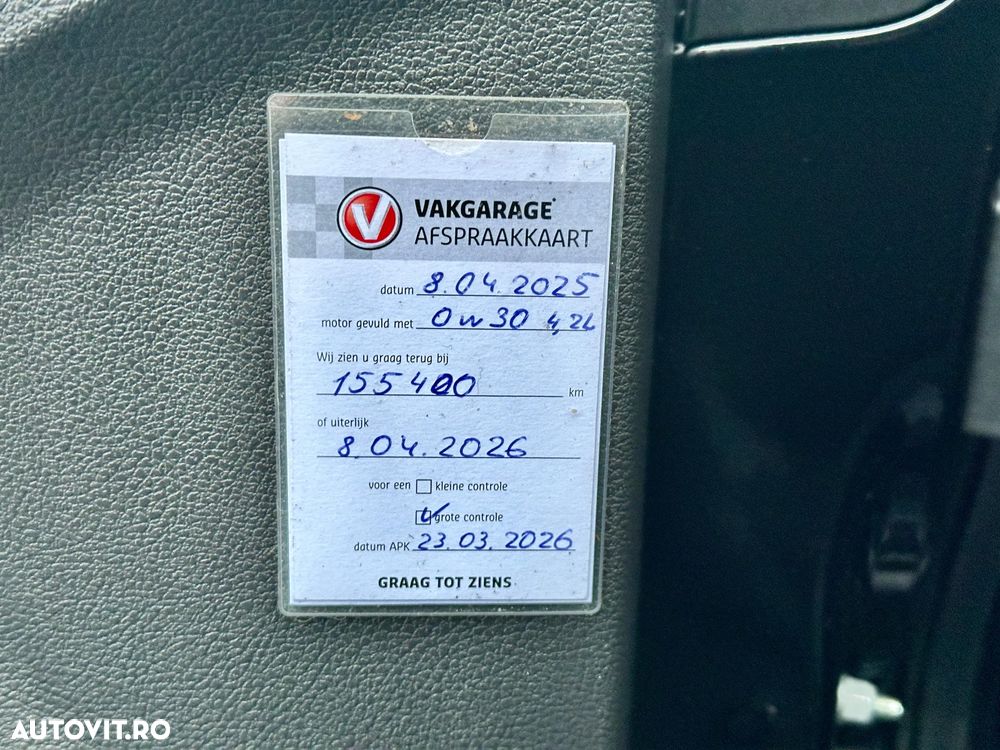 V VAKGARAGE
AFSPRAAKKAART
datum 8.04.2025
motor gevuld met 0w30 4,2L
Wij zien u graag terug bij
155400 km
of uiterlijk
8.04.2026
voor een kleine controle
grote controle
datum APK 23.03.2026
GRAAG TOT ZIENS
AUTOVIT.RO